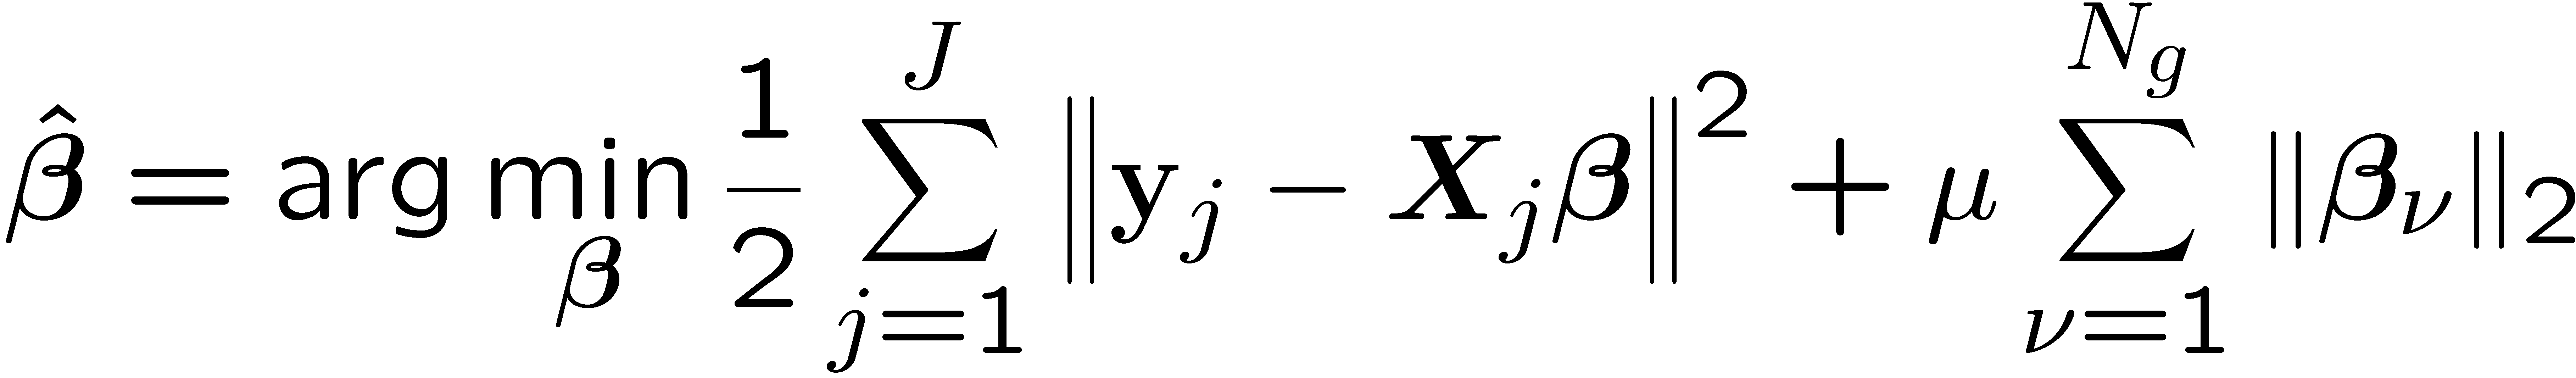 $$\hat{\boldsymbol{\beta}} = \arg\min_{\boldsymbol{\beta}} \frac{1}{2} \sum_{j=1}^{J} \left\| \mathbf{y}_j - \boldsymbol{X}_j \boldsymbol{\beta} \right\|^2 + \mu \sum_{\nu=1}^{N_g} \|\boldsymbol{\beta}_\nu\|_2$$